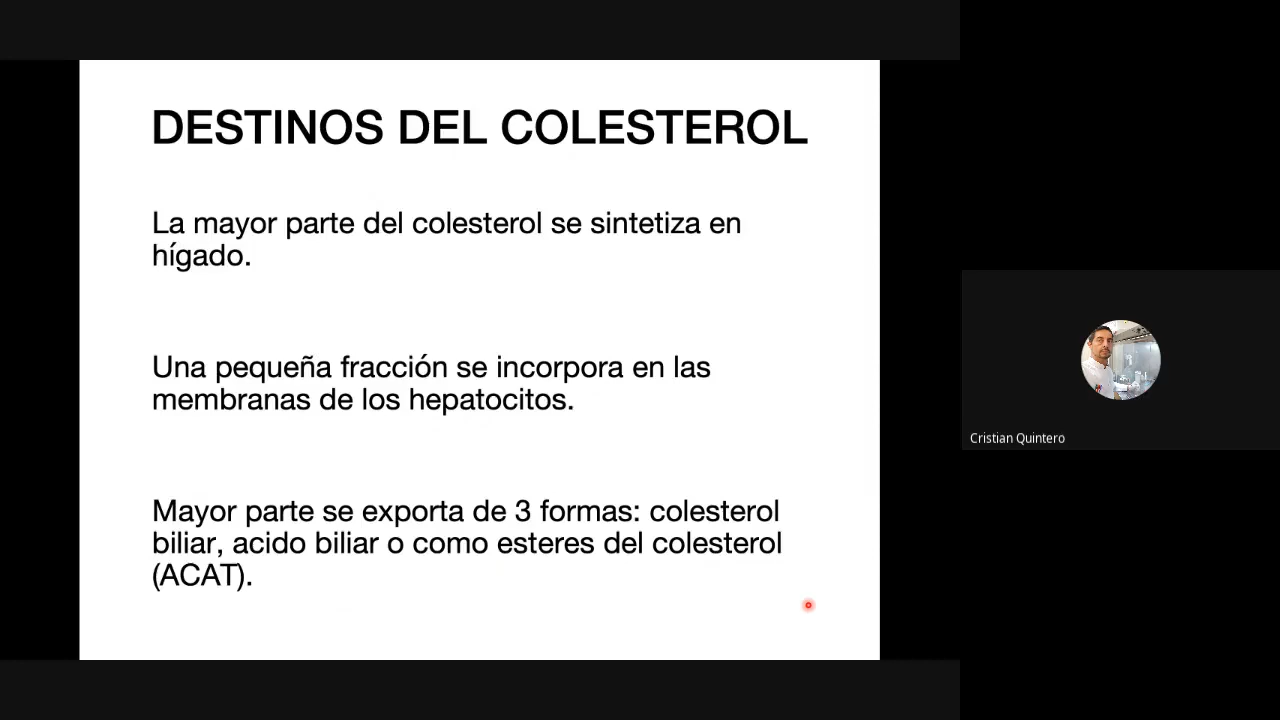 DESTINOS DEL COLESTEROL
La mayor parte del colesterol se sintetiza en
hígado.
Una pequeña fracción se incorpora en las
membranas de los hepatocitos.
Mayor parte se exporta de 3 formas: colesterol
biliar, acido biliar o como esteres del colesterol
(ACAT).
Cristian Quintero